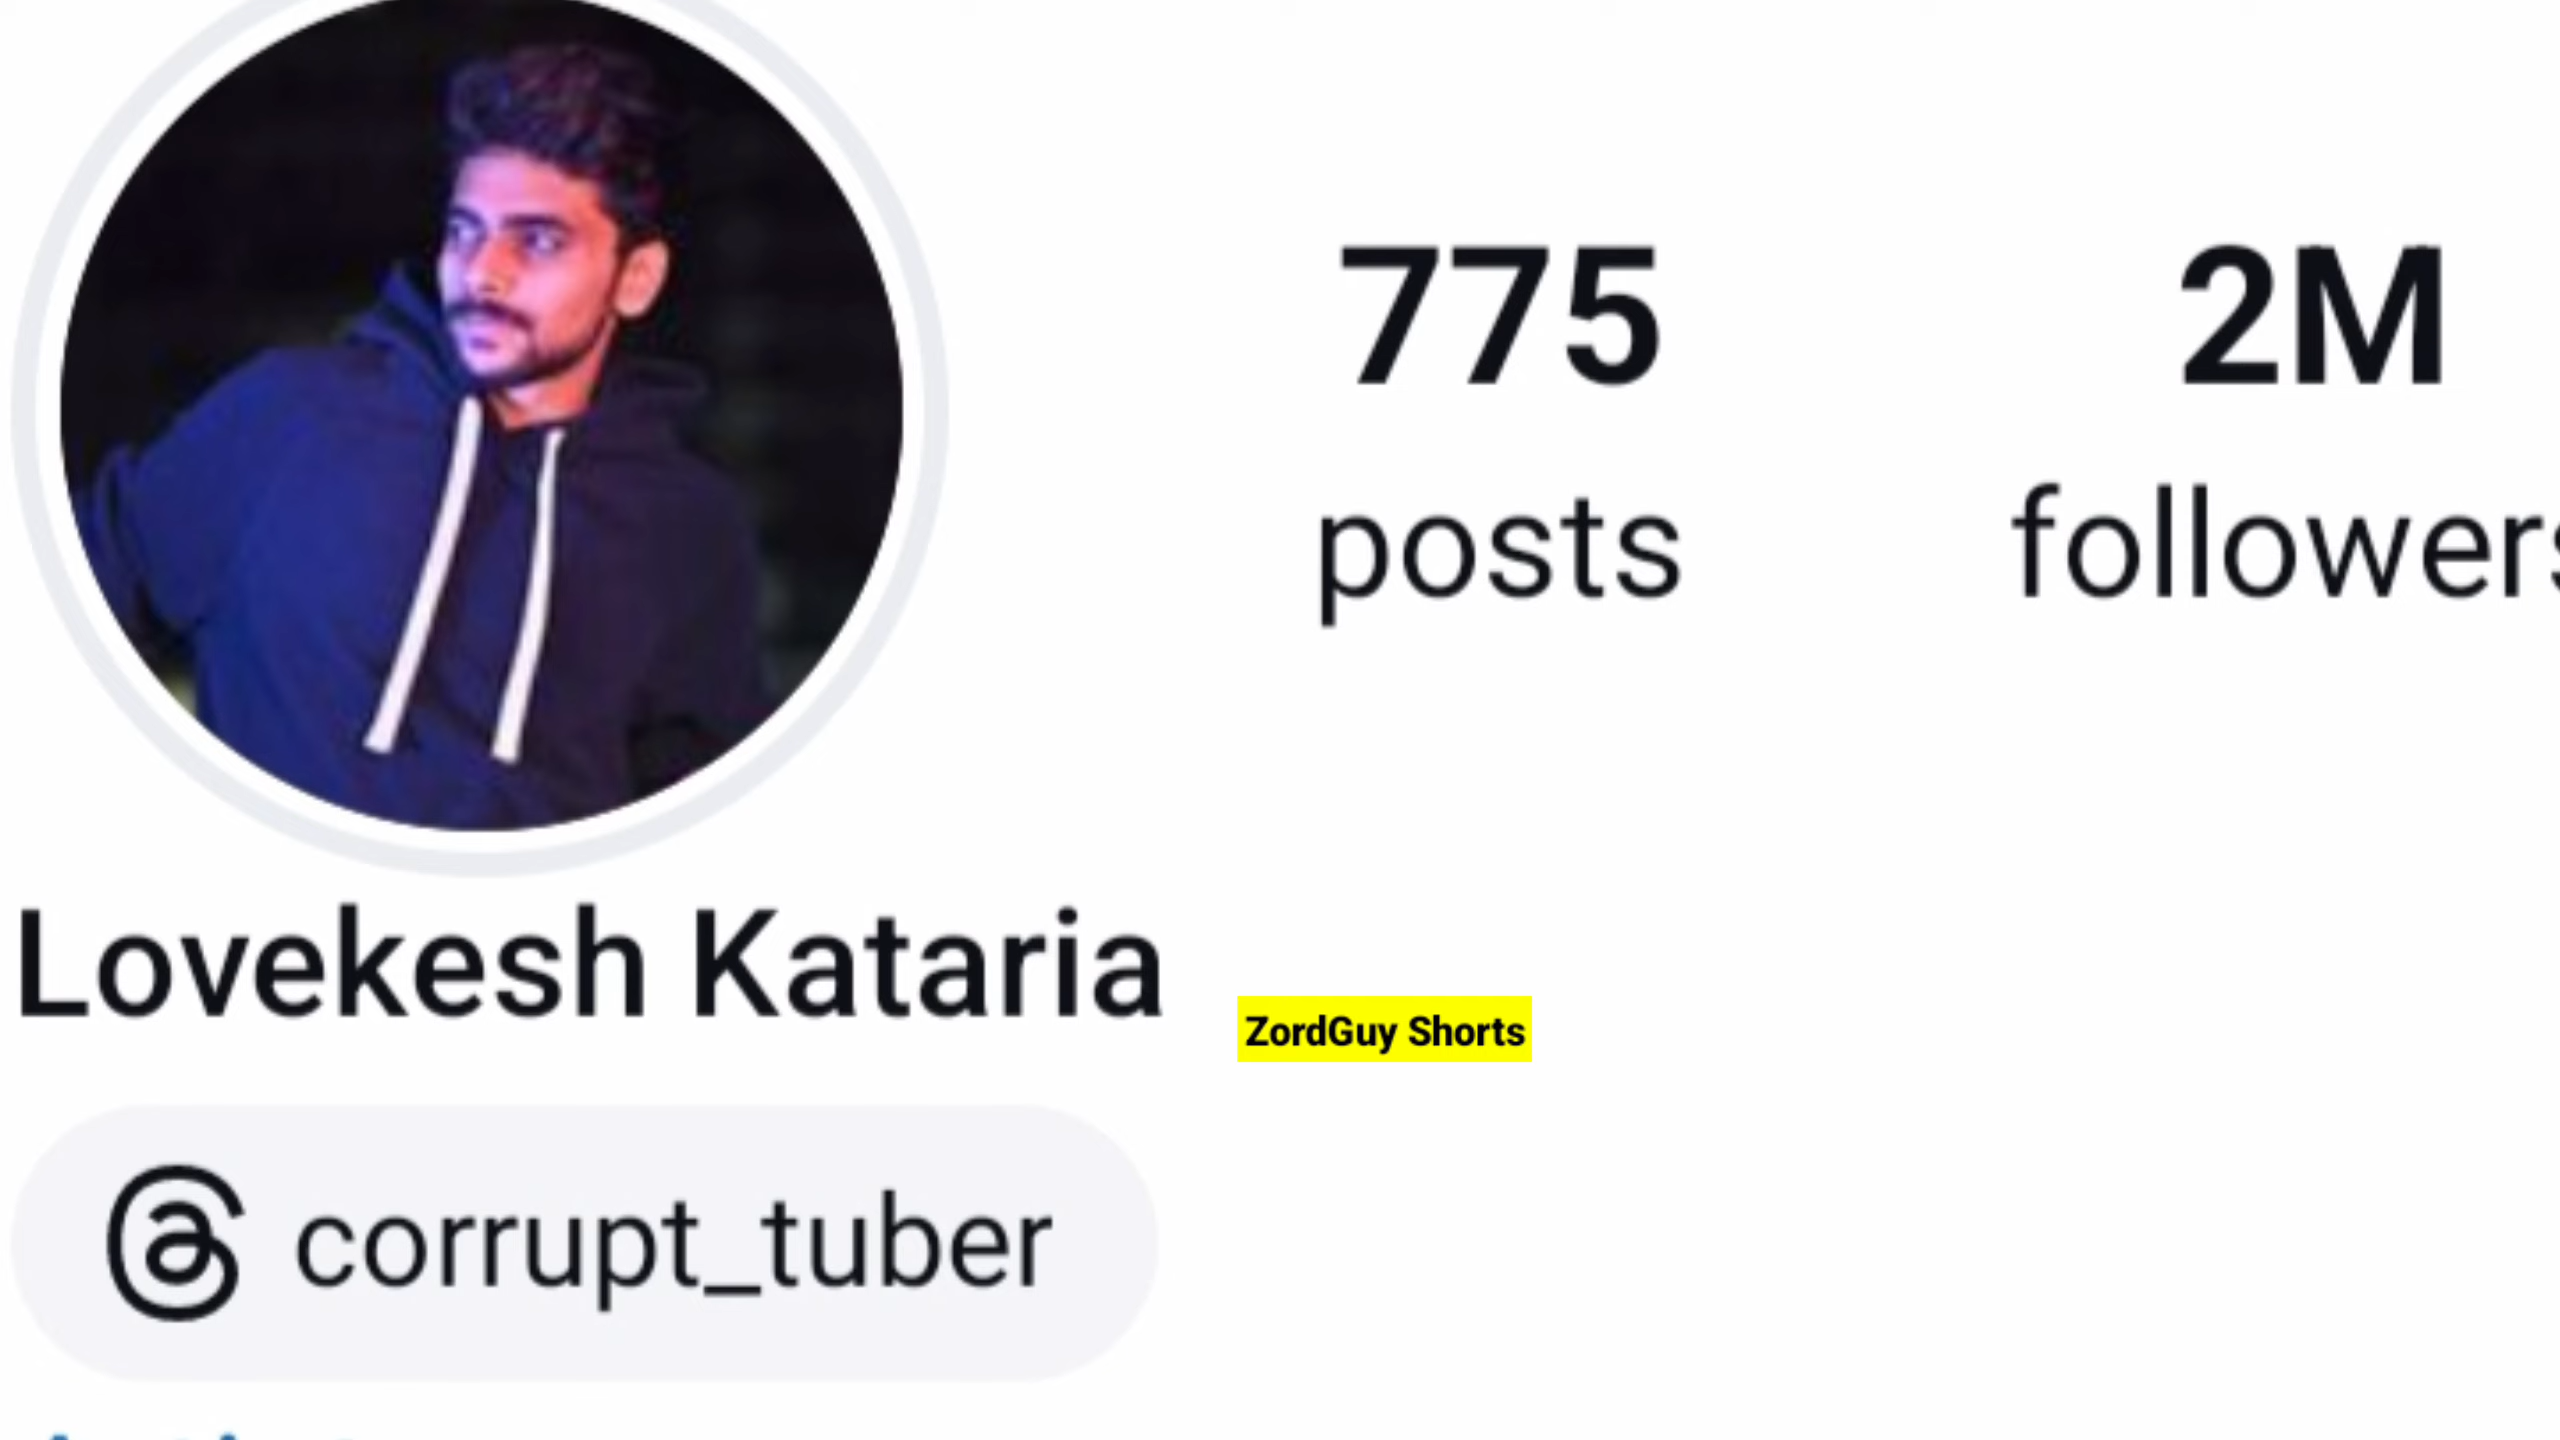 775
posts
2M
followers
Lovekesh Kataria
ZordGuy Shorts
corrupt_tuber